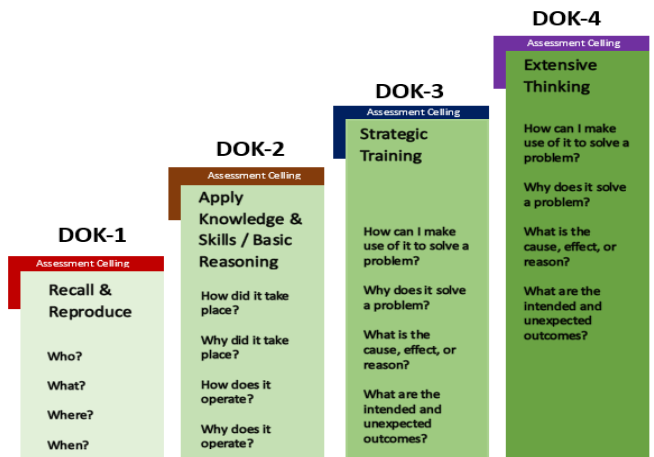 DOK-1
Assessment Celling
Recall &
Reproduce
Who?
What?
Where?
When?
DOK-2
Assessment Celling
Apply
Knowledge &
Skills / Basic
Reasoning
How did it take
place?
Why did it take
place?
How does it
operate?
Why does it
operate?
DOK-3
Assessment Celling
Strategic
Training
How can I make
use of it to solve a
problem?
Why does it solve
a problem?
What is the
cause, effect, or
reason?
What are the
intended and
unexpected
outcomes?
DOK-4
Assessment Celling
Extensive
Thinking
How can I make
use of it to solve a
problem?
Why does it solve
a problem?
What is the
cause, effect, or
reason?
What are the
intended and
unexpected
outcomes?